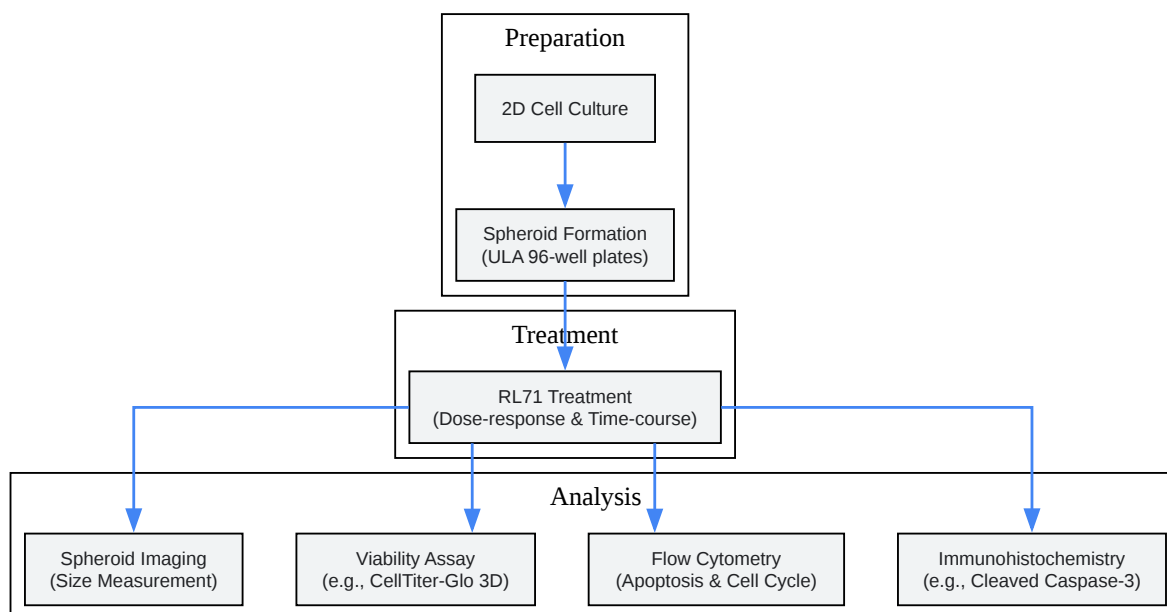 Preparation
2D Cell Culture
Spheroid Formation
(ULA 96-well plates)
Treatment
RL71 Treatment
(Dose-response & Time-course)
Analysis
Spheroid Imaging
(Size Measurement)
Viability Assay
(e.g., CellTiter-Glo 3D)
Flow Cytometry
(Apoptosis & Cell Cycle)
Immunohistochemistry
(e.g., Cleaved Caspase-3)